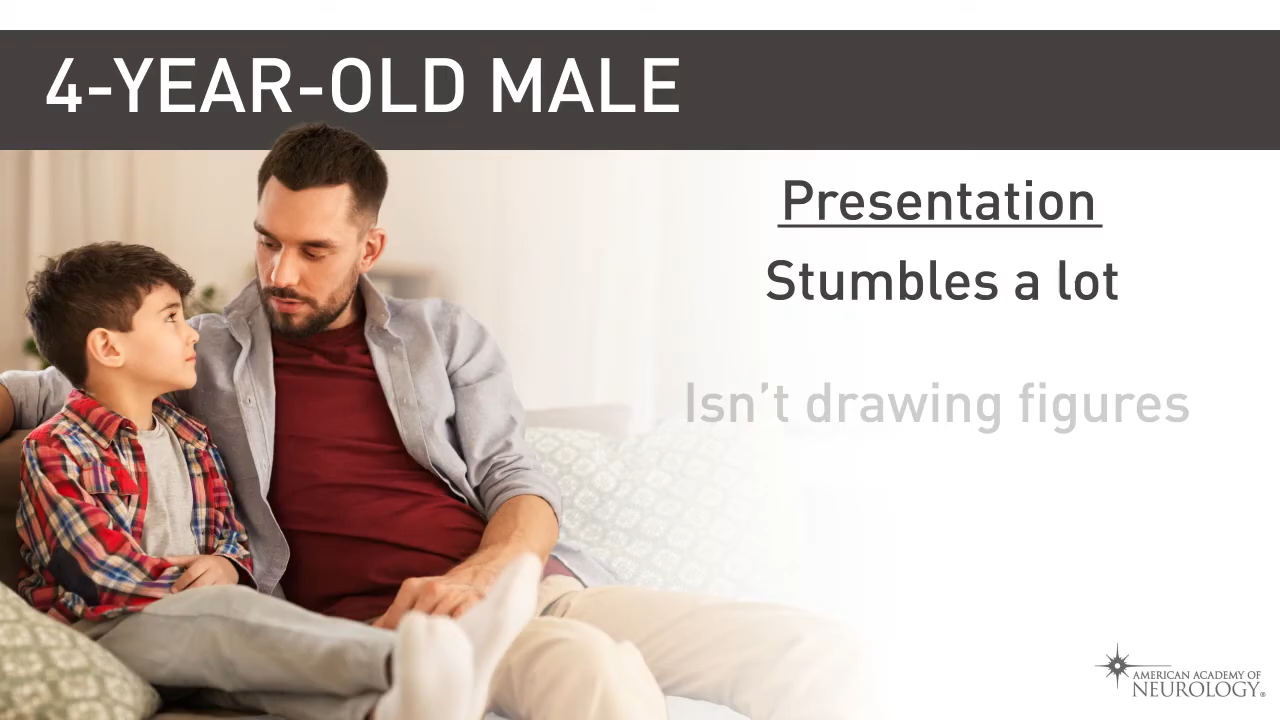 4-YEAR-OLD MALE
Presentation
Stumbles a lot
Isn't drawing figures
AMERICAN ACADEMY OF
NEUROLOGY®